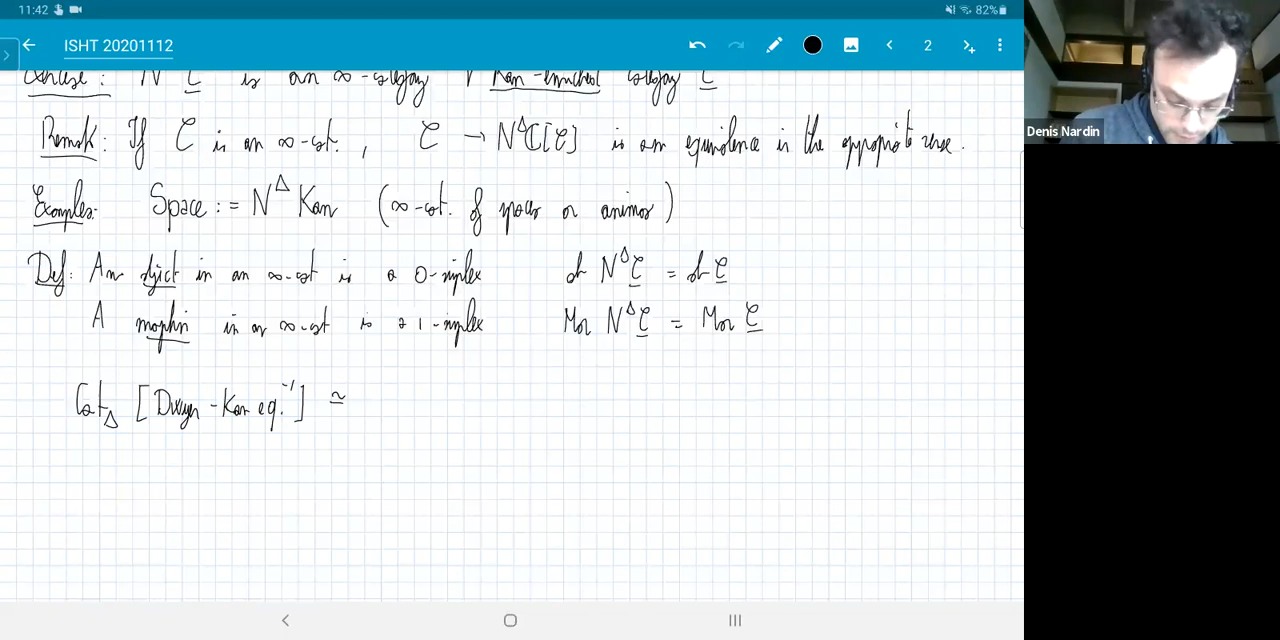 11:42
82%
ISHT 20201112
2
Denis Nardin
Exercise: N C is an ∞-category ∀ Kan-enriched category C
Remark: If C is an ∞-cat., C → N^Δ ℭ[C] is an equivalence in the appropriate sense.
Examples: Space := N^Δ Kan (∞-cat. of spaces or anima)
Def: An object in an ∞-cat is a 0-simplex ob N^Δ C = ob C
A morphism in an ∞-cat is a 1-simplex Mor N^Δ C = Mor C
Cat_Δ [Dwyer-Kan eq.^-1] ≃